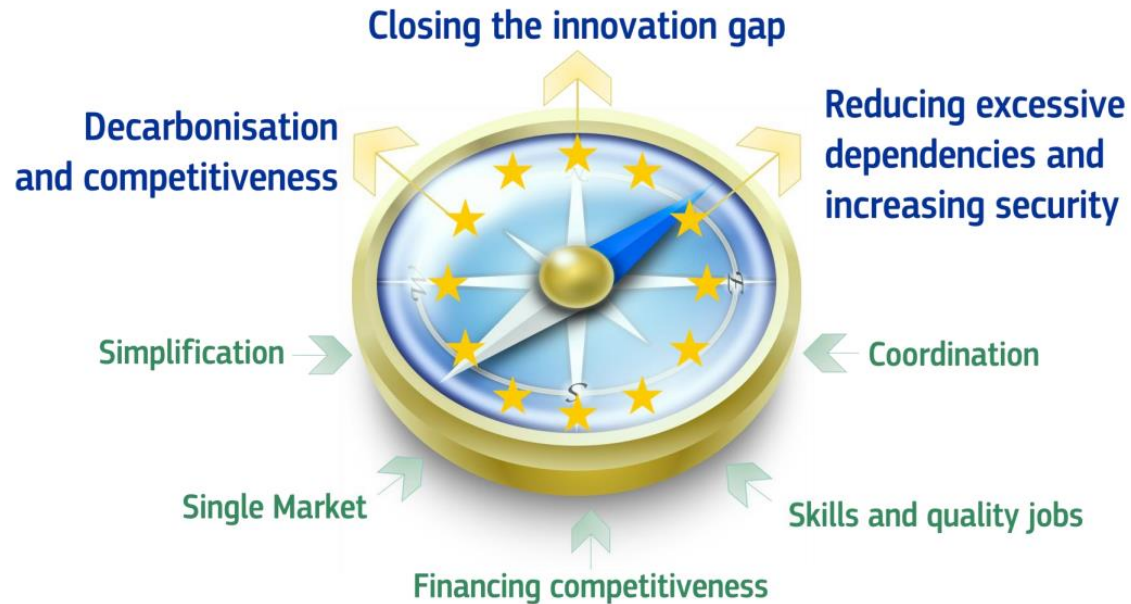 Closing the innovation gap
Decarbonisation
and competitiveness
Reducing excessive
dependencies and
increasing security
N
W
E
S
Simplification
Coordination
Single Market
Skills and quality jobs
Financing competitiveness